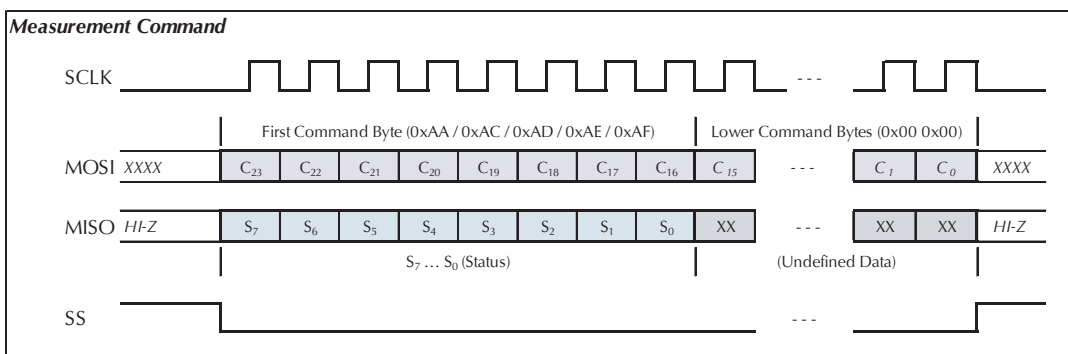 Measurement Command
SCLK - - -
First Command Byte (0xAA / 0xAC / 0xAD / 0xAE / 0xAF) Lower Command Bytes (0x00 0x00)
MOSI XXXX C23 C22 C21 C20 C19 C18 C17 C16 C15 - - - C1 C0 XXXX
MISO HI-Z S7 S6 S5 S4 S3 S2 S1 S0 XX - - - XX XX HI-Z
S7 ... S0 (Status) (Undefined Data)
SS - - -